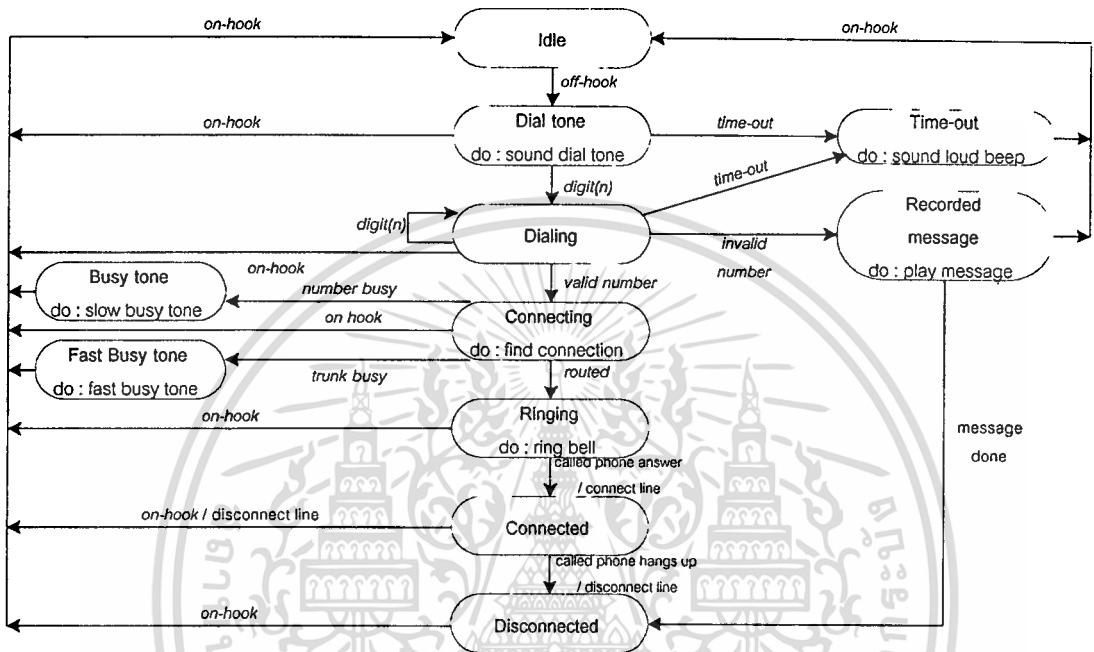 on-hook
Idle
on-hook
off-hook
on-hook
Dial tone
do : sound dial tone
time-out
Time-out
do : sound loud beep
digit(n)
time-out
digit(n)
Dialing
Recorded
message
do : play message
invalid
number
on-hook
Busy tone
do : slow busy tone
number busy
valid number
on hook
Connecting
do : find connection
Fast Busy tone
do : fast busy tone
trunk busy
routed
on-hook
Ringing
do : ring bell
message
done
called phone answer
/ connect line
on-hook / disconnect line
Connected
called phone hangs up
/ disconnect line
on-hook
Disconnected